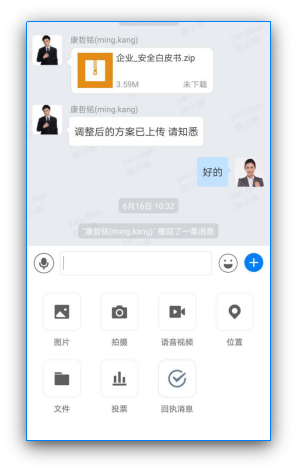 康哲铭(ming.kang)
企业_安全白皮书.zip
3.59M 未下载
康哲铭(ming.kang)
调整后的方案已上传 请知悉
好的
6月16日 10:32
"康哲铭(ming.kang)" 撤回了一条消息
图片 拍摄 语音视频 位置
文件 投票 回执消息